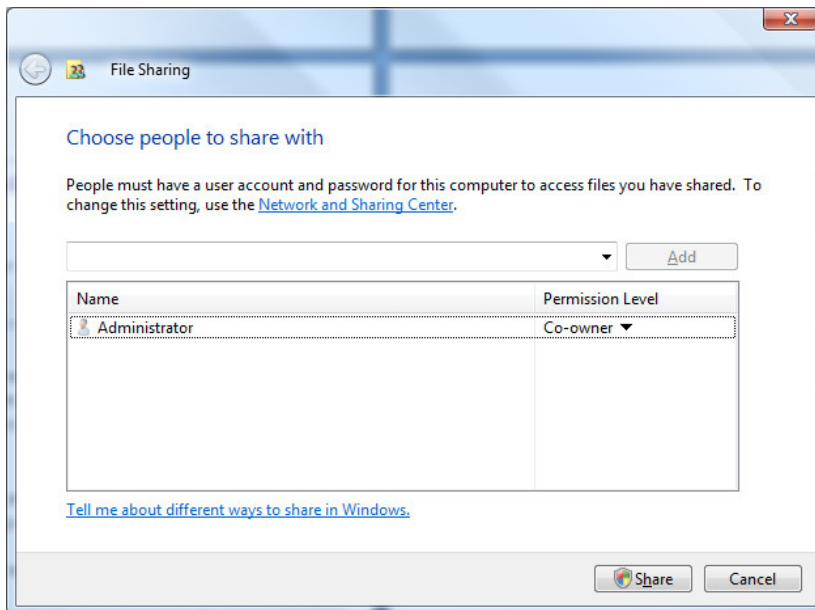 File Sharing
Choose people to share with
People must have a user account and password for this computer to access files you have shared. To
change this setting, use the Network and Sharing Center.
Add
Name Permission Level
Administrator Co-owner
Tell me about different ways to share in Windows.
Share Cancel